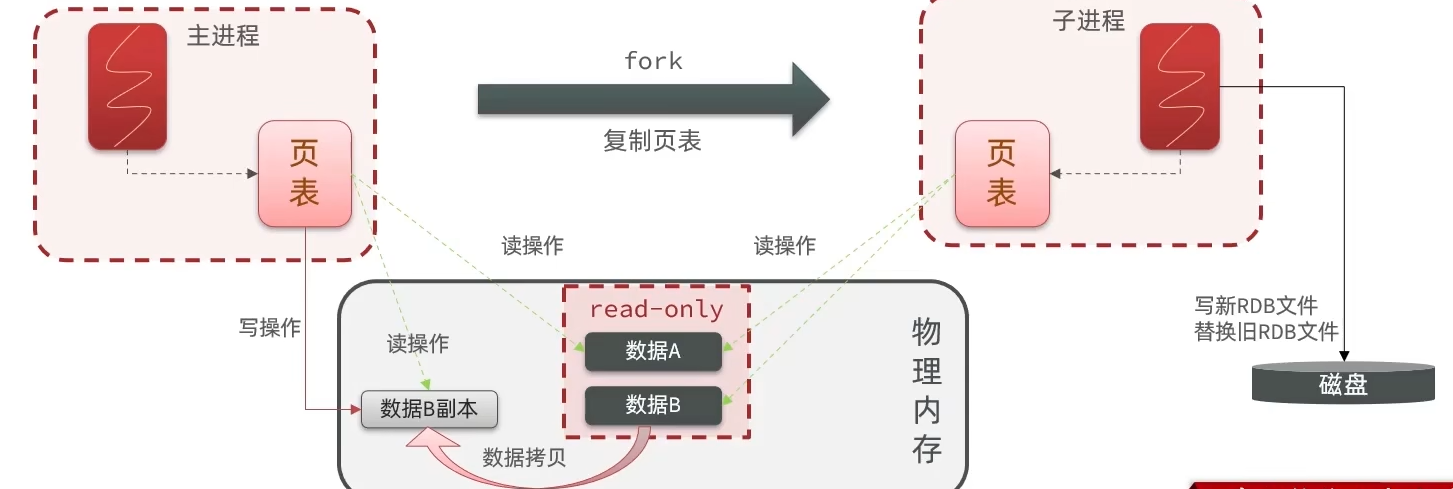 主进程
子进程
fork
复制页表
页
表
页
表
读操作
读操作
写操作
读操作
read-only
数据A
数据B
数据B副本
数据拷贝
物
理
内
存
写新RDB文件
替换旧RDB文件
磁盘